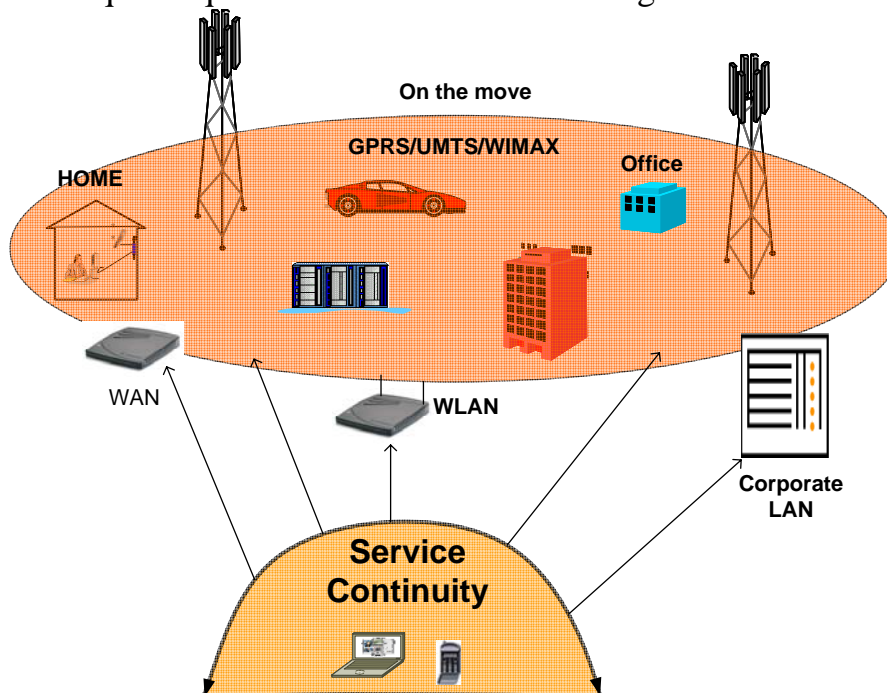 On the move
GPRS/UMTS/WIMAX
Office
HOME
WAN
WLAN
Corporate
LAN
Service
Continuity